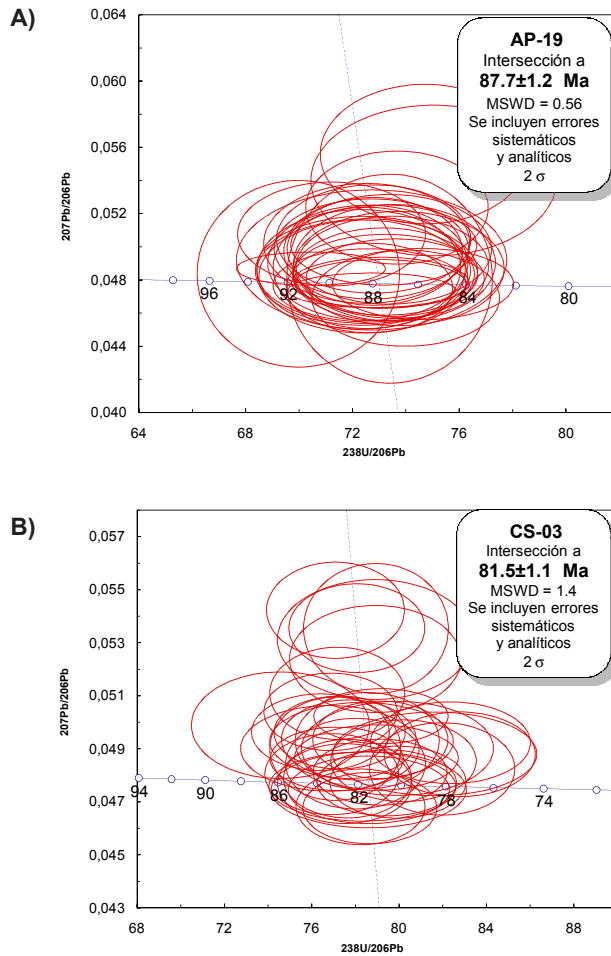 A)
0,064
0,060
0,056
0,052
0,048
0,044
0,040
207Pb/206Pb
AP-19
Intersección a
87.7±1.2 Ma
MSWD = 0.56
Se incluyen errores
sistemáticos
y analíticos
2 σ
96
92
88
84
80
64
68
72
76
80
238U/206Pb
B)
0,057
0,055
0,053
0,051
0,049
0,047
0,045
0,043
207Pb/206Pb
CS-03
Intersección a
81.5±1.1 Ma
MSWD = 1.4
Se incluyen errores
sistemáticos
y analíticos
2 σ
94
90
86
82
78
74
68
72
76
80
84
88
238U/206Pb